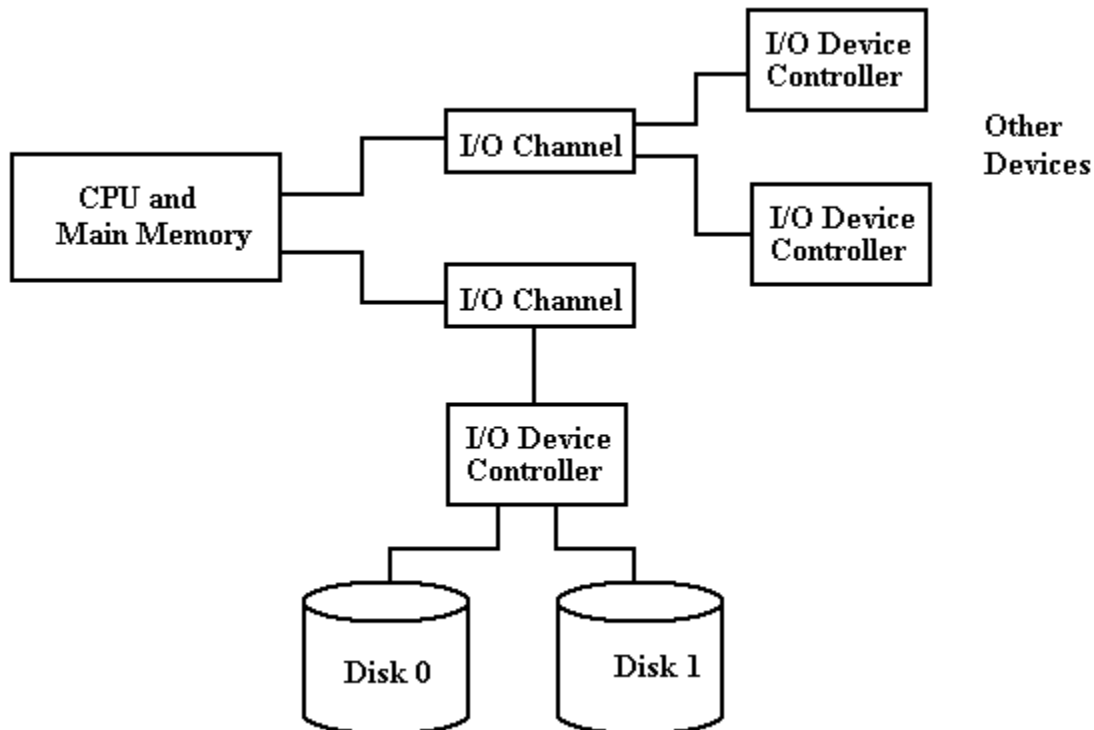 I/O Device
Controller
Other
Devices
I/O Channel
CPU and
Main Memory
I/O Device
Controller
I/O Channel
I/O Device
Controller
Disk 0
Disk 1